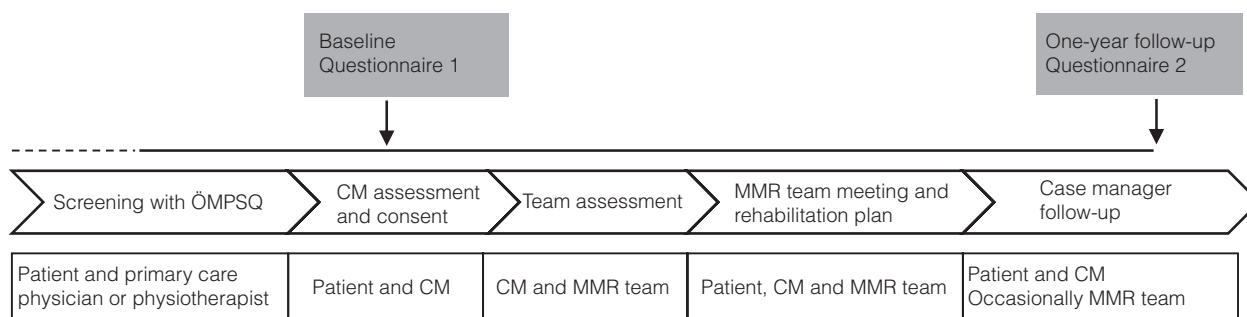 Baseline
Questionnaire 1
One-year follow-up
Questionnaire 2
Screening with ÖMPSQ
CM assessment
and consent
Team assessment
MMR team meeting and
rehabilitation plan
Case manager
follow-up
Patient and primary care
physician or physiotherapist
Patient and CM
CM and MMR team
Patient, CM and MMR team
Patient and CM
Occasionally MMR team